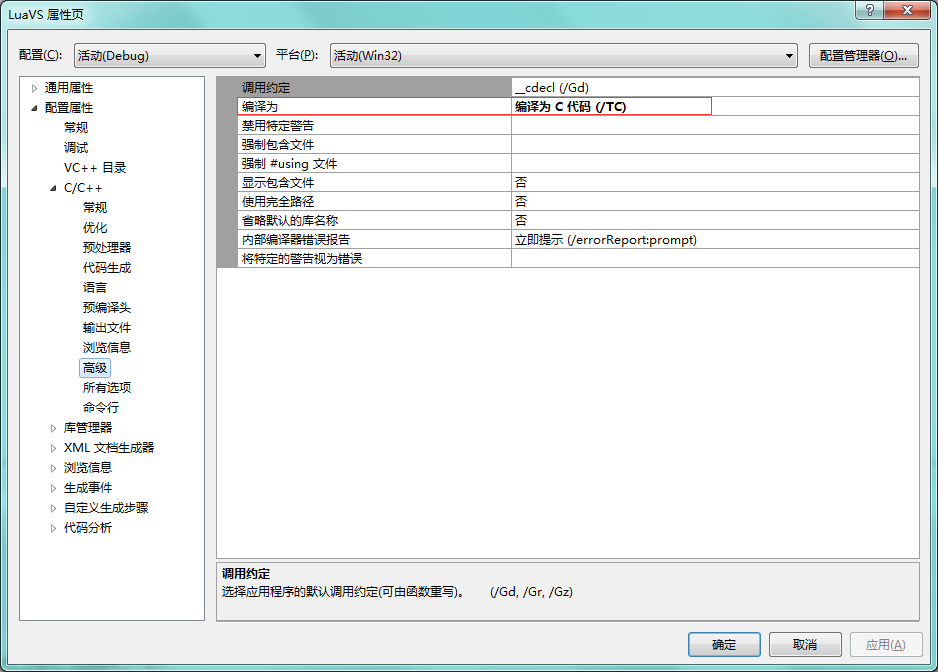 LuaVS 属性页
配置(C): 活动(Debug) 平台(P): 活动(Win32) 配置管理器(O)...
通用属性
配置属性
常规
调试
VC++ 目录
C/C++
常规
优化
预处理器
代码生成
语言
预编译头
输出文件
浏览信息
高级
所有选项
命令行
库管理器
XML 文档生成器
浏览信息
生成事件
自定义生成步骤
代码分析
调用约定 __cdecl (/Gd)
编译为 编译为 C 代码 (/TC)
禁用特定警告
强制包含文件
强制 #using 文件
显示包含文件 否
使用完全路径 否
省略默认的库名称 否
内部编译器错误报告 立即提示 (/errorReport:prompt)
将特定的警告视为错误
调用约定
选择应用程序的默认调用约定(可由函数重写)。 (/Gd, /Gr, /Gz)
确定 取消 应用(A)